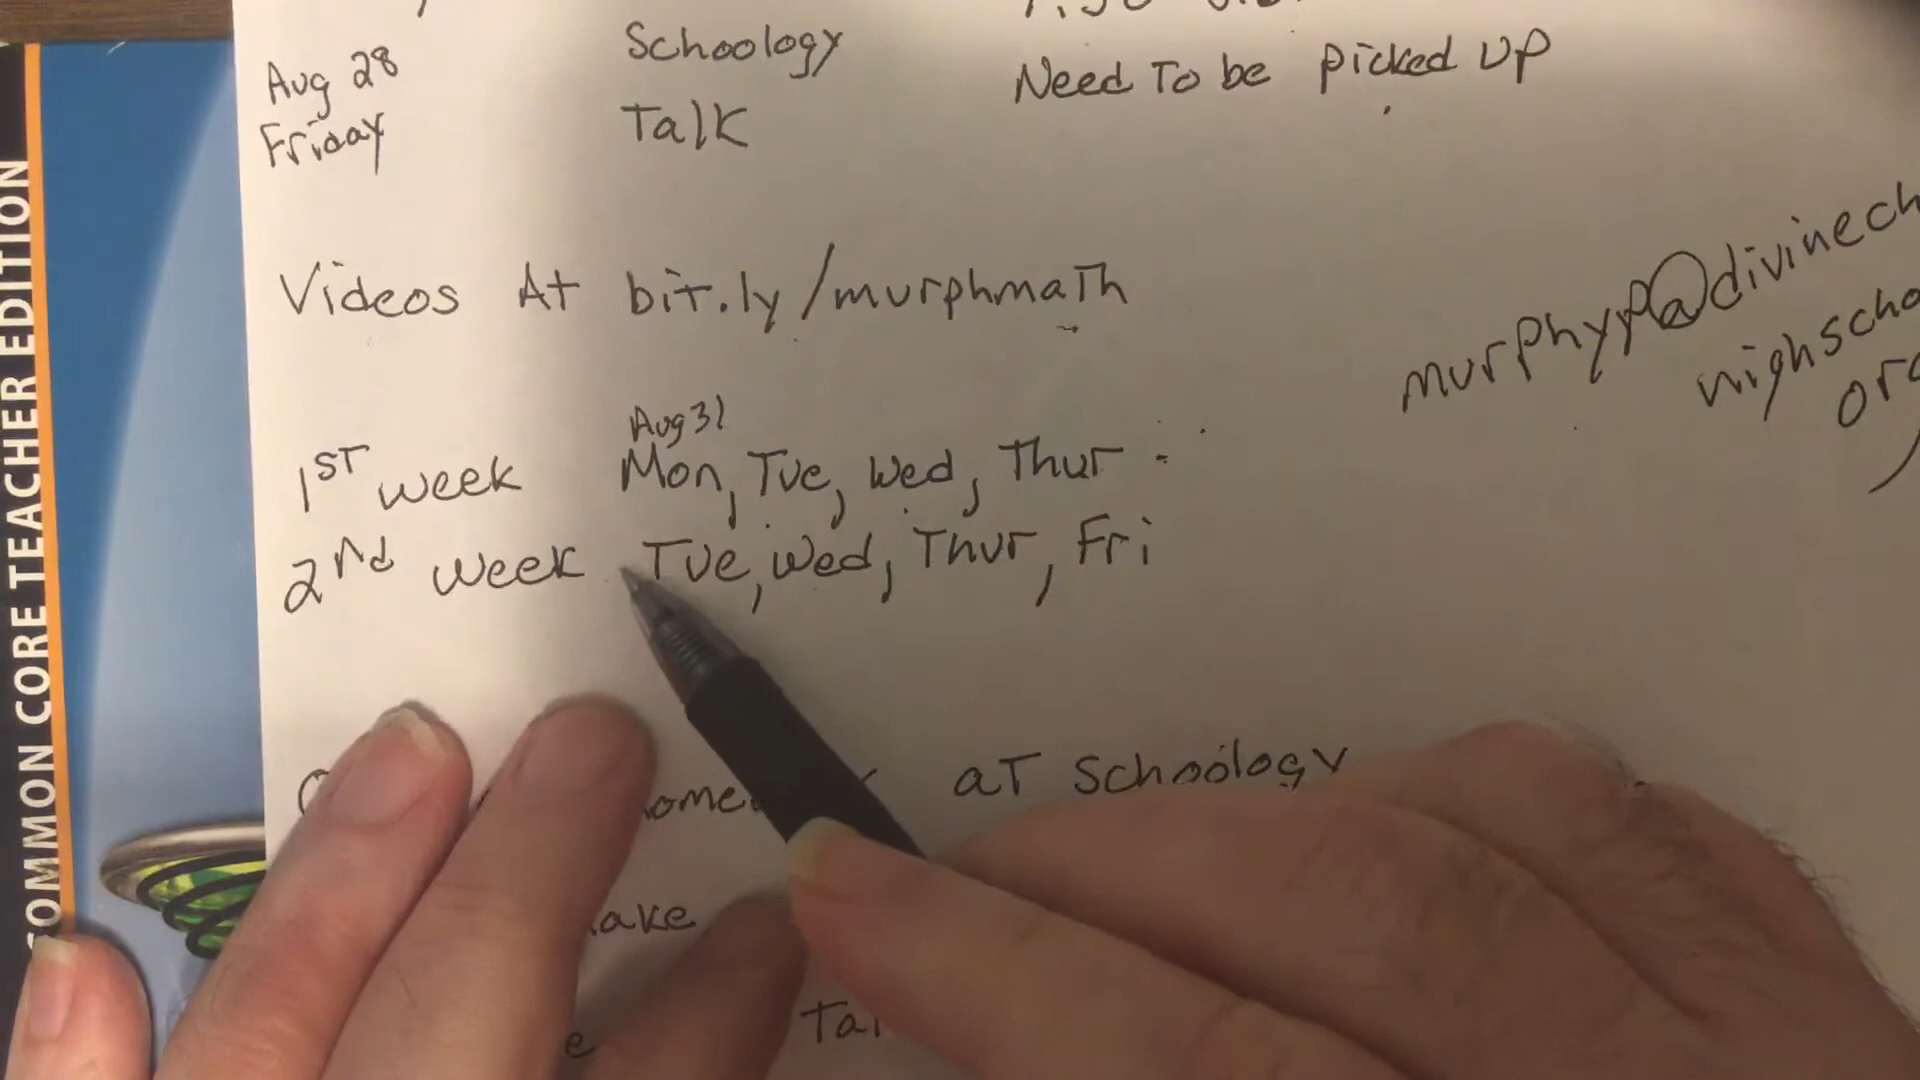 COMMON CORE TEACHER EDITION
Aug 28
Friday
Schoology
Talk
Need To be picked up
Videos At bit.ly/murphmath
murphyp@divinech
highscho
org
Aug 31
1ST week Mon, Tue, Wed, Thur
2nd week Tue, Wed, Thur, Fri
aT Schoology